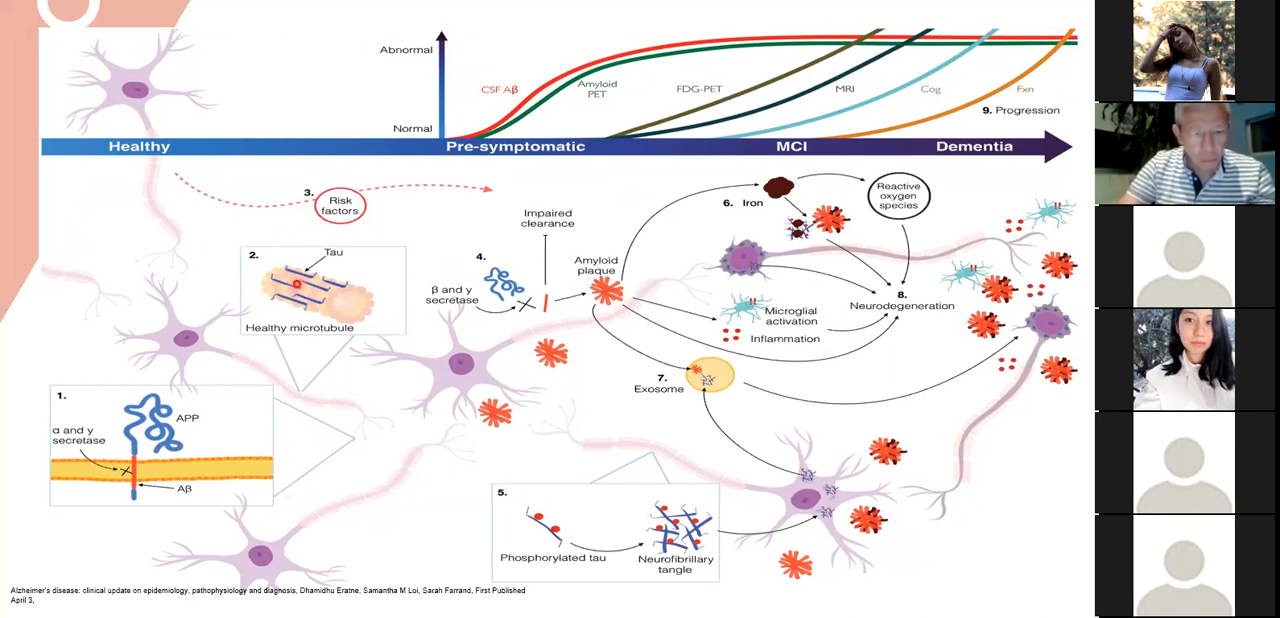 Abnormal
CSF Aβ
Amyloid
PET
FDG-PET
MRI
Cog
Fxn
9. Progression
Normal
Healthy
Pre-symptomatic
MCI
Dementia
3.
Risk
factors
2.
Tau
Healthy microtubule
1.
APP
α and γ
secretase
Aβ
4.
β and γ
secretase
Impaired
clearance
Amyloid
plaque
6. Iron
Reactive
oxygen
species
8.
Neurodegeneration
Microglial
activation
Inflammation
7.
Exosome
5.
Phosphorylated tau
Neurofibrillary
tangle
Alzheimer's disease: clinical update on epidemiology, pathophysiology and diagnosis, Dhamidhu Eratne, Samantha M Loi, Sarah Farrand, First Published
April 3,